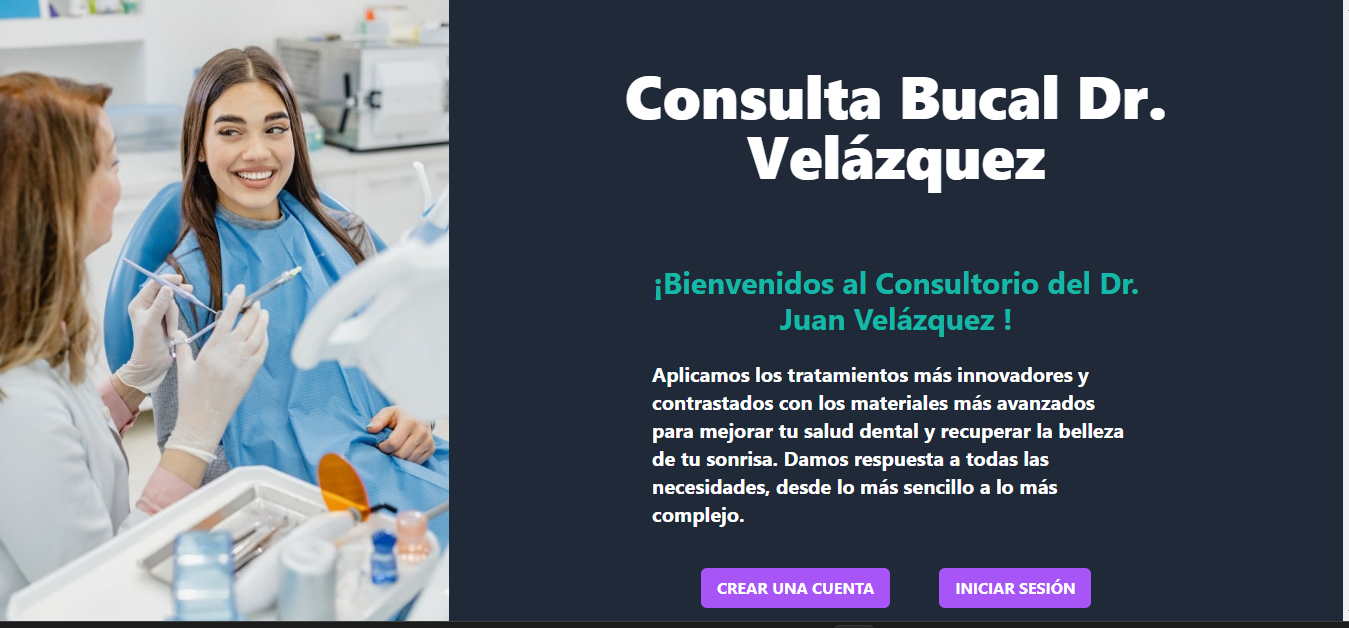 Consulta Bucal Dr.
Velázquez
¡Bienvenidos al Consultorio del Dr.
Juan Velázquez !
Aplicamos los tratamientos más innovadores y
contrastados con los materiales más avanzados
para mejorar tu salud dental y recuperar la belleza
de tu sonrisa. Damos respuesta a todas las
necesidades, desde lo más sencillo a lo más
complejo.
CREAR UNA CUENTA
INICIAR SESIÓN